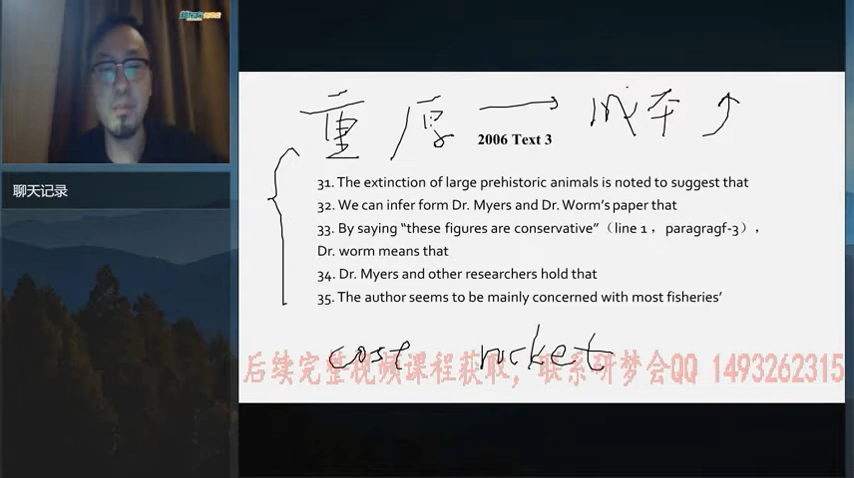 聊天记录
重 厚 → 成本 ↑
2006 Text 3
31. The extinction of large prehistoric animals is noted to suggest that
32. We can infer form Dr. Myers and Dr. Worm's paper that
33. By saying “these figures are conservative”（line 1， paragragf-3），
Dr. worm means that
34. Dr. Myers and other researchers hold that
35. The author seems to be mainly concerned with most fisheries’
cost rocket
后续完整视频课程获取，联系研梦会QQ 1493262315